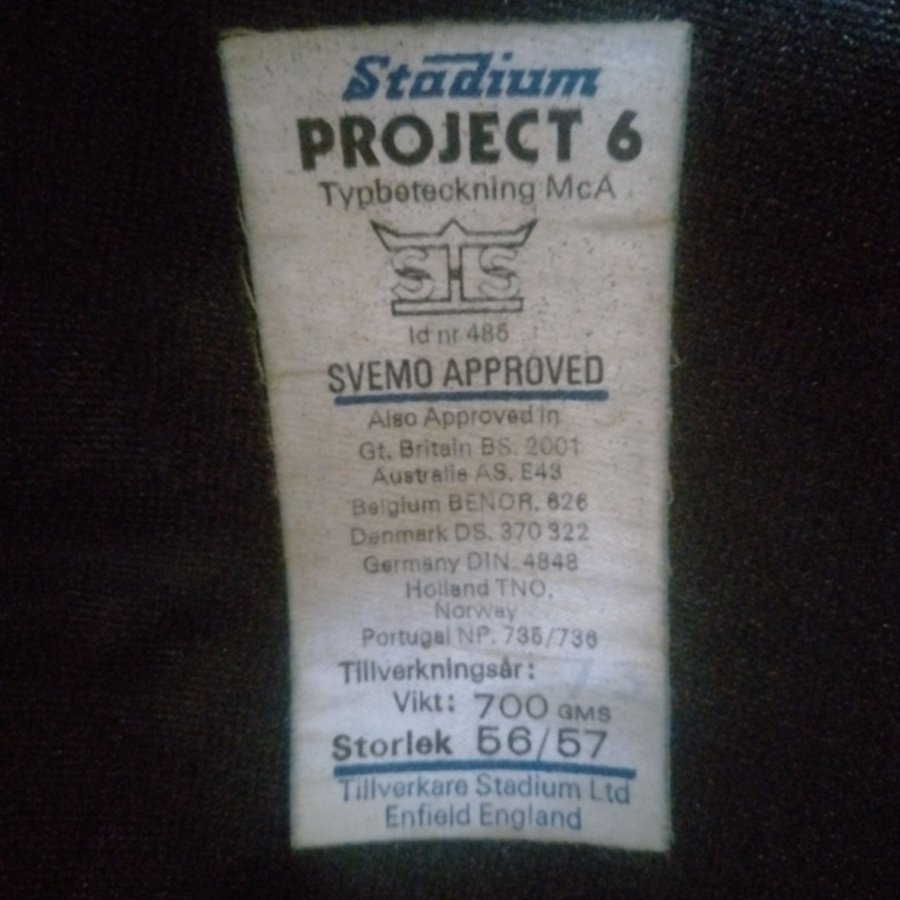 Stadium
PROJECT 6
Typbeteckning McA
STS
Id nr 486
SVEMO APPROVED
Also Approved in
Gt. Britain BS. 2001
Australia AS. E43
Belgium BENOR. 626
Denmark DS. 370 322
Germany DIN. 4848
Holland TNO.
Norway
Portugal NP. 735/736
Tillverkningsår:
Vikt: 700 GMS
Storlek 56/57
Tillverkare Stadium Ltd
Enfield England